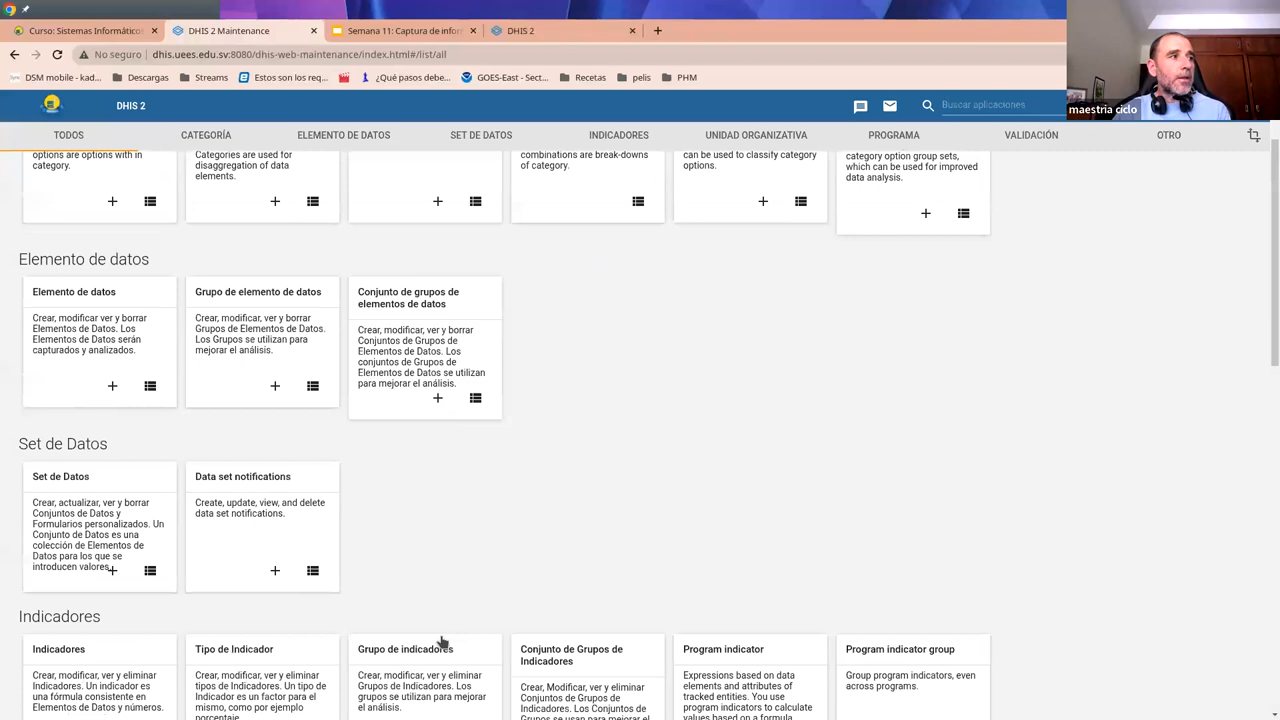 Curso: Sistemas Informático
DHIS 2 Maintenance
Semana 11: Captura de infor
DHIS 2
No seguro
dhis.uees.edu.sv:8080/dhis-web-maintenance/index.html#/list/all
DSM mobile - kad...
Descargas
Streams
Estos son los req...
¿Qué pasos debe...
GOES-East - Sect...
Recetas
pelis
PHM
maestria ciclo
DHIS 2
Buscar aplicaciones
TODOS
CATEGORÍA
ELEMENTO DE DATOS
SET DE DATOS
INDICADORES
UNIDAD ORGANIZATIVA
PROGRAMA
VALIDACIÓN
OTRO
options are options with in
category.
Categories are used for
disaggregation of data
elements.
combinations are break-downs
of category.
can be used to classify category
options.
category option group sets,
which can be used for improved
data analysis.
Elemento de datos
Elemento de datos
Crear, modificar ver y borrar
Elementos de Datos. Los
Elementos de Datos serán
capturados y analizados.
Grupo de elemento de datos
Crear, modificar, ver y borrar
Grupos de Elementos de Datos.
Los Grupos se utilizan para
mejorar el análisis.
Conjunto de grupos de
elementos de datos
Crear, modificar, ver y borrar
Conjuntos de Grupos de
Elementos de Datos. Los
conjuntos de Grupos de
Elementos de Datos se utilizan
para mejorar el análisis.
Set de Datos
Set de Datos
Crear, actualizar, ver y borrar
Conjuntos de Datos y
Formularios personalizados. Un
Conjunto de Datos es una
colección de Elementos de
Datos para los que se
introducen valores.
Data set notifications
Create, update, view, and delete
data set notifications.
Indicadores
Indicadores
Crear, modificar, ver y eliminar
Indicadores. Un indicador es
una fórmula consistente en
Elementos de Datos y números.
Tipo de Indicador
Crear, modificar, ver y eliminar
tipos de Indicadores. Un tipo de
Indicador es un factor para el
mismo, como por ejemplo
porcentaje
Grupo de indicadores
Crear, modificar, ver y eliminar
Grupos de Indicadores. Los
grupos se utilizan para mejorar
el análisis.
Conjunto de Grupos de
Indicadores
Crear, Modificar, ver y eliminar
Conjuntos de Grupos de
Indicadores. Los Conjuntos de
Grupos se usan para mejorar el
Program indicator
Expressions based on data
elements and attributes of
tracked entities. You use
program indicators to calculate
values based on a formula
Program indicator group
Group program indicators, even
across programs.